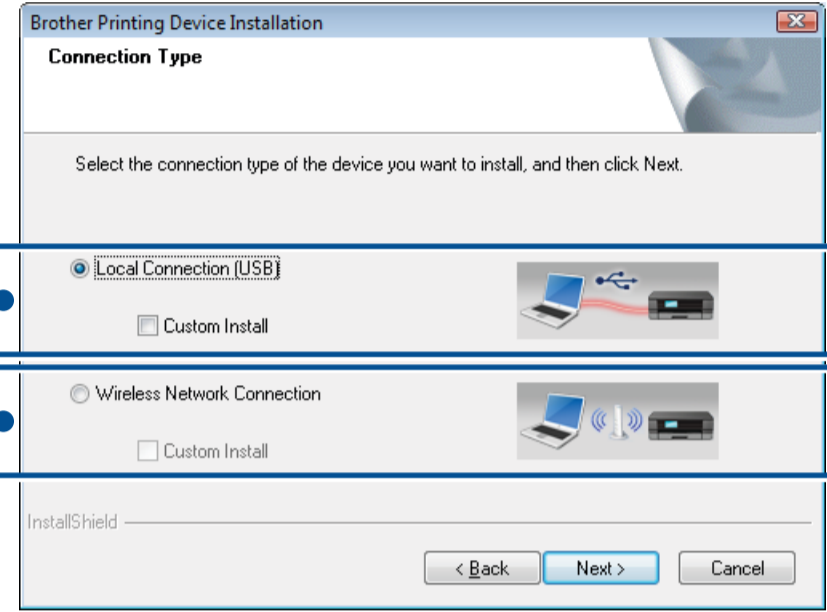 Brother Printing Device Installation
Connection Type
Select the connection type of the device you want to install, and then click Next.
Local Connection (USB)
Custom Install
Wireless Network Connection
Custom Install
InstallShield
< Back Next > Cancel